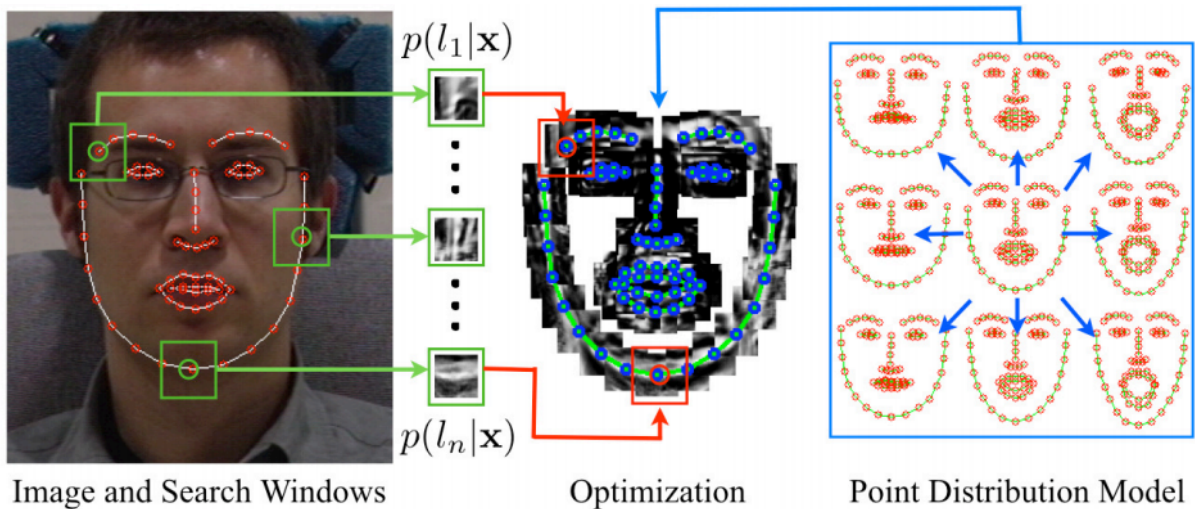 p(l₁|x)
p(lₙ|x)
Image and Search Windows
Optimization
Point Distribution Model